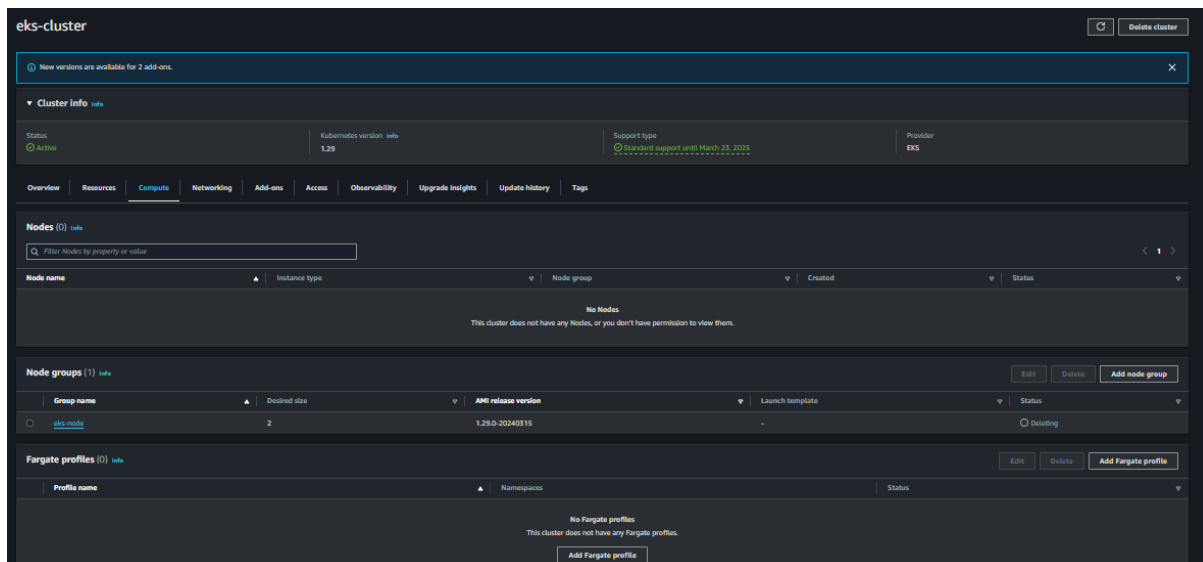 eks-cluster
Delete cluster
New versions are available for 2 add-ons.
Cluster info Info
Status
Active
Kubernetes version Info
1.29
Support type
Standard support until March 23, 2025
Provider
EKS
Overview Resources Compute Networking Add-ons Access Observability Upgrade insights Update history Tags
Nodes (0) Info
Filter Nodes by property or value
1
Node name Instance type Node group Created Status
No Nodes
This cluster does not have any Nodes, or you don't have permission to view them.
Node groups (1) Info
Edit Delete Add node group
Group name Desired size AMI release version Launch template Status
eks-node 2 1.29.0-20240315 - Deleting
Fargate profiles (0) Info
Edit Delete Add Fargate profile
Profile name Namespaces Status
No Fargate profiles
This cluster does not have any Fargate profiles.
Add Fargate profile